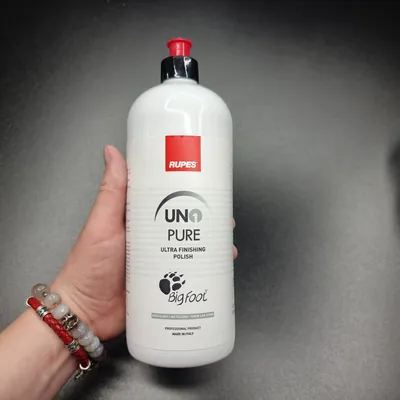 RUPES®
UNO
PURE
ULTRA FINISHING
POLISH
BigFoot®
PROFESSIONAL PRODUCT
MADE IN ITALY